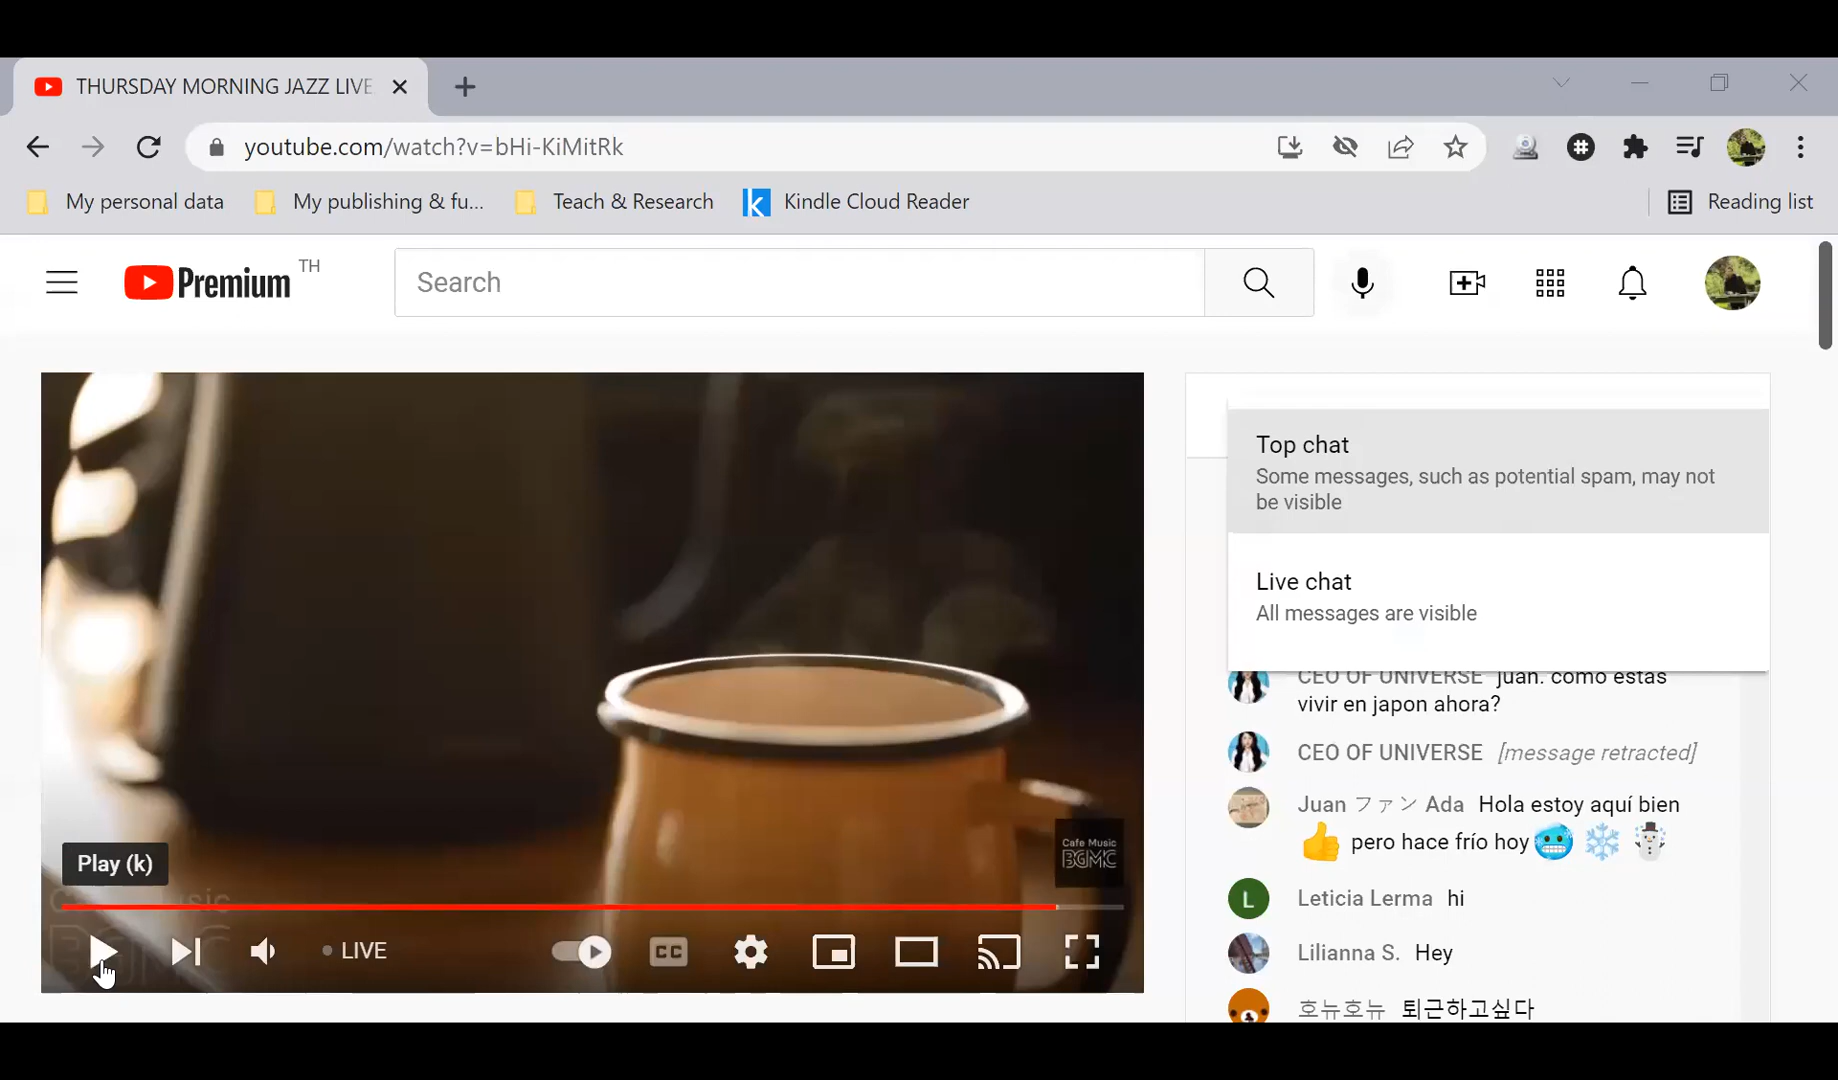 THURSDAY MORNING JAZZ LIVE
youtube.com/watch?v=bHi-KiMitRk
My personal data
My publishing & fu...
Teach & Research
Kindle Cloud Reader
Reading list
Premium TH
Search
Top chat
Some messages, such as potential spam, may not
be visible
Live chat
All messages are visible
CEO OF UNIVERSE juan. como estas
vivir en japon ahora?
CEO OF UNIVERSE [message retracted]
Juan ファン Ada Hola estoy aquí bien
👍 pero hace frío hoy 🥶 ❄️ ☃️
L Leticia Lerma hi
Lilianna S. Hey
호뉴호뉴 퇴근하고싶다
Cafe Music
BGMC
Play (k)
LIVE
CC